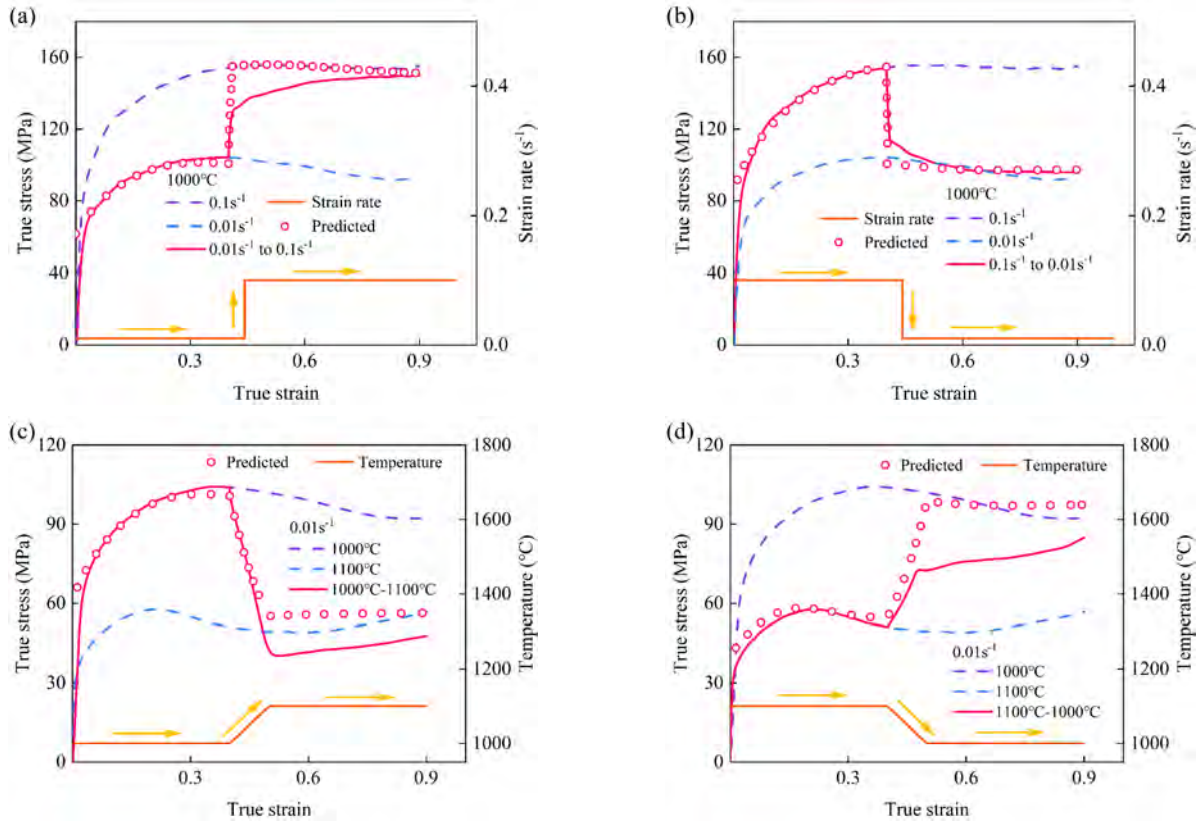 (a)
160
120
80
40
0
True stress (MPa)
0.4
0.2
0.0
Strain rate (s⁻¹)
1000℃
0.1s⁻¹
0.01s⁻¹
0.01s⁻¹ to 0.1s⁻¹
Strain rate
Predicted
0.3 0.6 0.9
True strain
(b)
160
120
80
40
0
True stress (MPa)
0.4
0.2
0.0
Strain rate (s⁻¹)
Strain rate
Predicted
1000℃
0.1s⁻¹
0.01s⁻¹
0.1s⁻¹ to 0.01s⁻¹
0.3 0.6 0.9
True strain
(c)
120
90
60
30
0
True stress (MPa)
1800
1600
1400
1200
1000
Temperature (℃)
Predicted Temperature
0.01s⁻¹
1000℃
1100℃
1000℃-1100℃
0.3 0.6 0.9
True strain
(d)
120
90
60
30
0
True stress (MPa)
1800
1600
1400
1200
1000
Temperature (℃)
Predicted Temperature
0.01s⁻¹
1000℃
1100℃
1100℃-1000℃
0.3 0.6 0.9
True strain